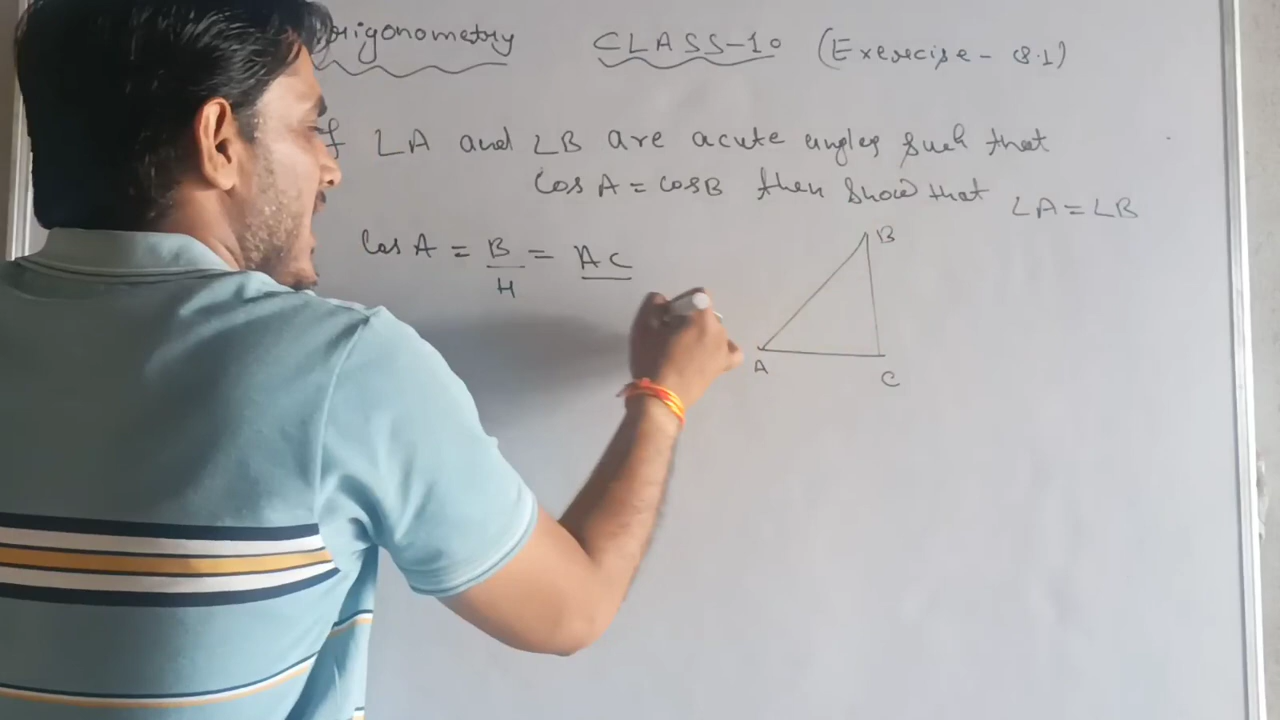 Trigonometry CLASS-10 (Exercise - 8.1)
If ∠A and ∠B are acute angles such that
Cos A = cosB then show that ∠A = ∠B
Cos A = B/H = AC
B
A
C